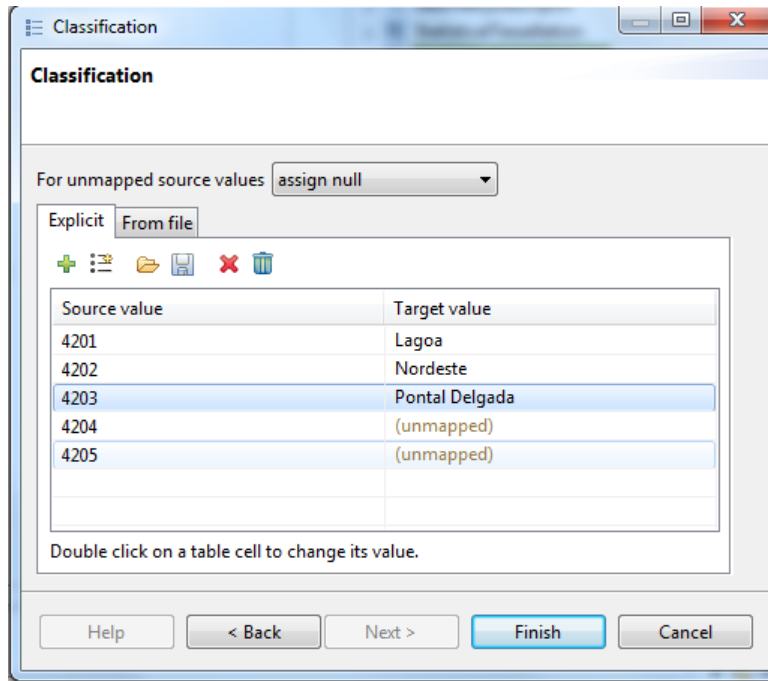 Classification
Classification
For unmapped source values assign null
Explicit From file
Source value Target value
4201 Lagoa
4202 Nordeste
4203 Pontal Delgada
4204 (unmapped)
4205 (unmapped)
Double click on a table cell to change its value.
Help < Back Next > Finish Cancel